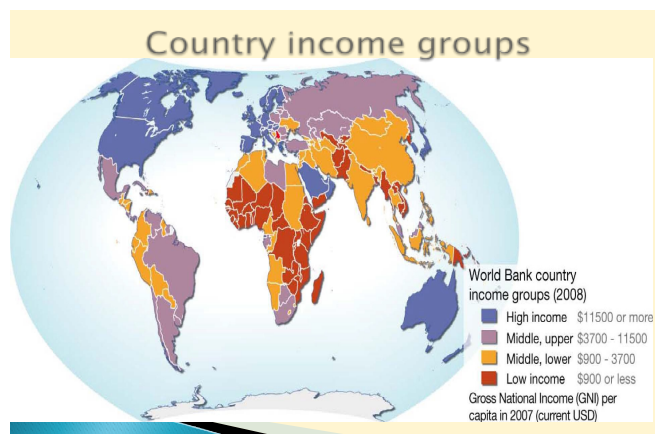 Country income groups
World Bank country
income groups (2008)
High income $11500 or more
Middle, upper $3700 - 11500
Middle, lower $900 - 3700
Low income $900 or less
Gross National Income (GNI) per
capita in 2007 (current USD)